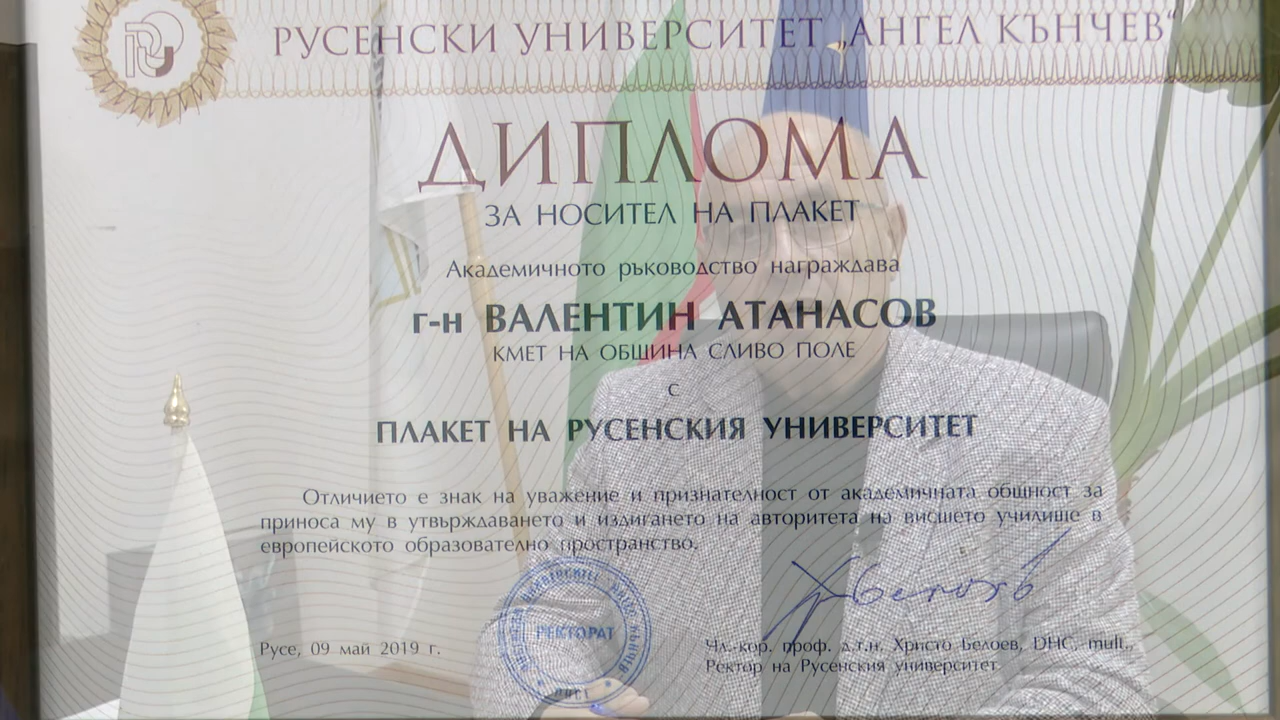 РУСЕНСКИ УНИВЕРСИТЕТ „АНГЕЛ КЪНЧЕВ“
ДИПЛОМА
ЗА НОСИТЕЛ НА ПЛАКЕТ
Академичното ръководство награждава
г-н ВАЛЕНТИН АТАНАСОВ
КМЕТ НА ОБЩИНА СЛИВО ПОЛЕ
с
ПЛАКЕТ НА РУСЕНСКИЯ УНИВЕРСИТЕТ
Отличието е знак на уважение и признателност от академичната общност за
приноса му в утвърждаването и издигането на авторитета на висшето училище в
европейското образователно пространство.
РЕКТОРАТ
Русе, 09 май 2019 г.
Чл.-кор. проф. д.т.н. Христо Белоев, DHC, mult.,
Ректор на Русенския университет